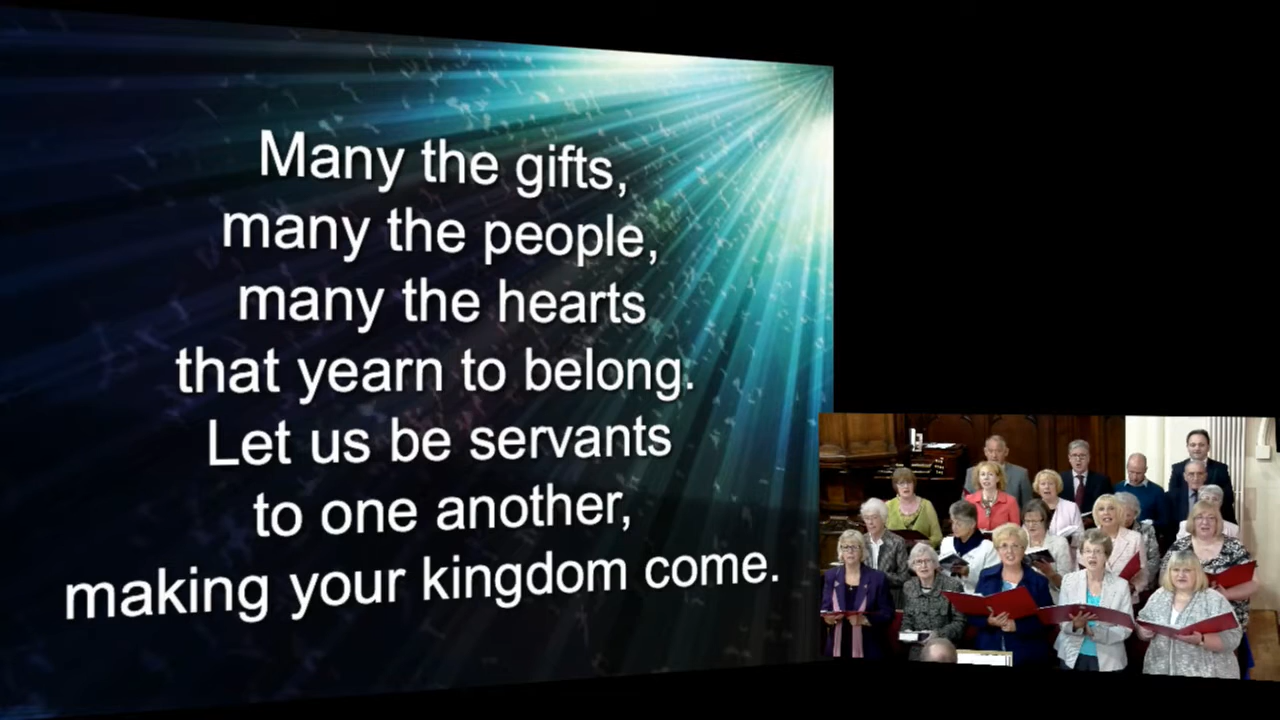 Many the gifts,
many the people,
many the hearts
that yearn to belong.
Let us be servants
to one another,
making your kingdom come.